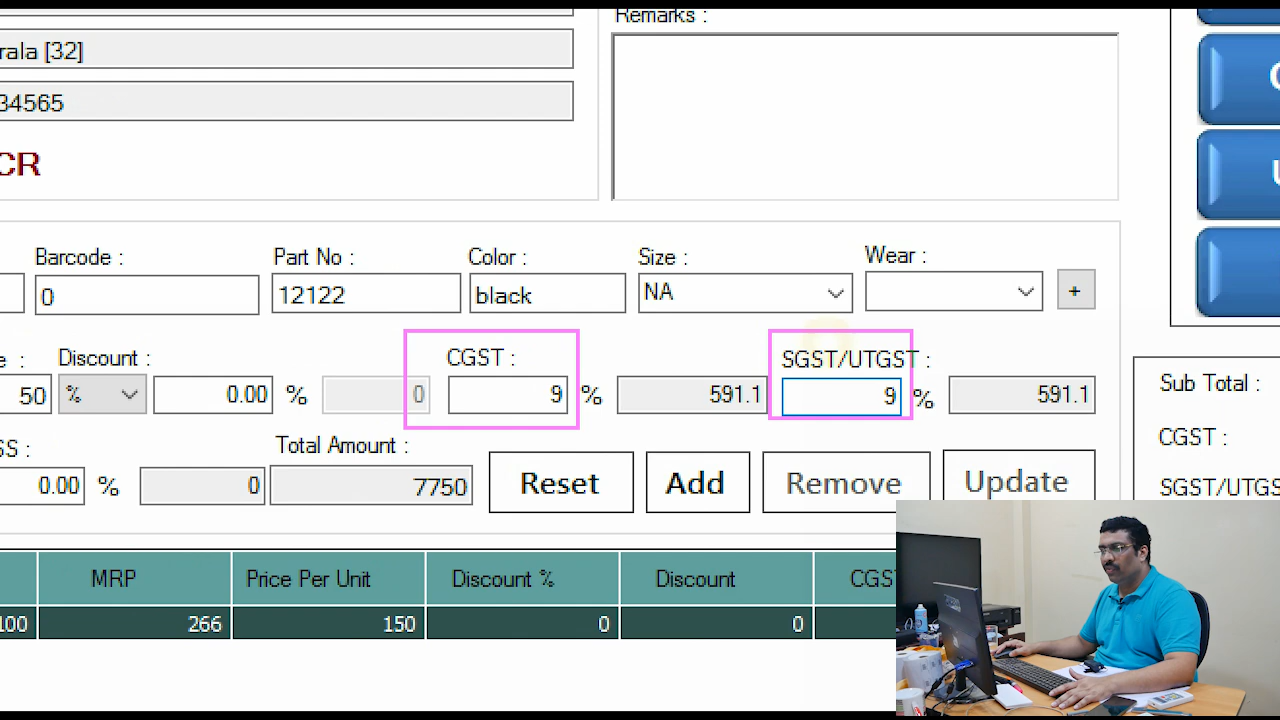 Remarks :
rala [32]
34565
CR
Barcode :
Part No :
Color :
Size :
Wear :
0
12122
black
NA
+
Discount :
CGST :
SGST/UTGST :
50
%
0.00
%
0
9
%
591.1
9
%
591.1
Sub Total :
CGST :
SGST/UTGS
SS :
Total Amount :
0.00
%
0
7750
Reset
Add
Remove
Update
MRP
Price Per Unit
Discount %
Discount
CGST
100
266
150
0
0